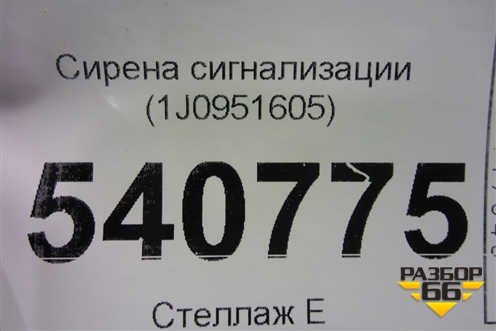 Сирена сигнализации
(1J0951605)
540775
Стеллаж Е
РАЗБОР
66